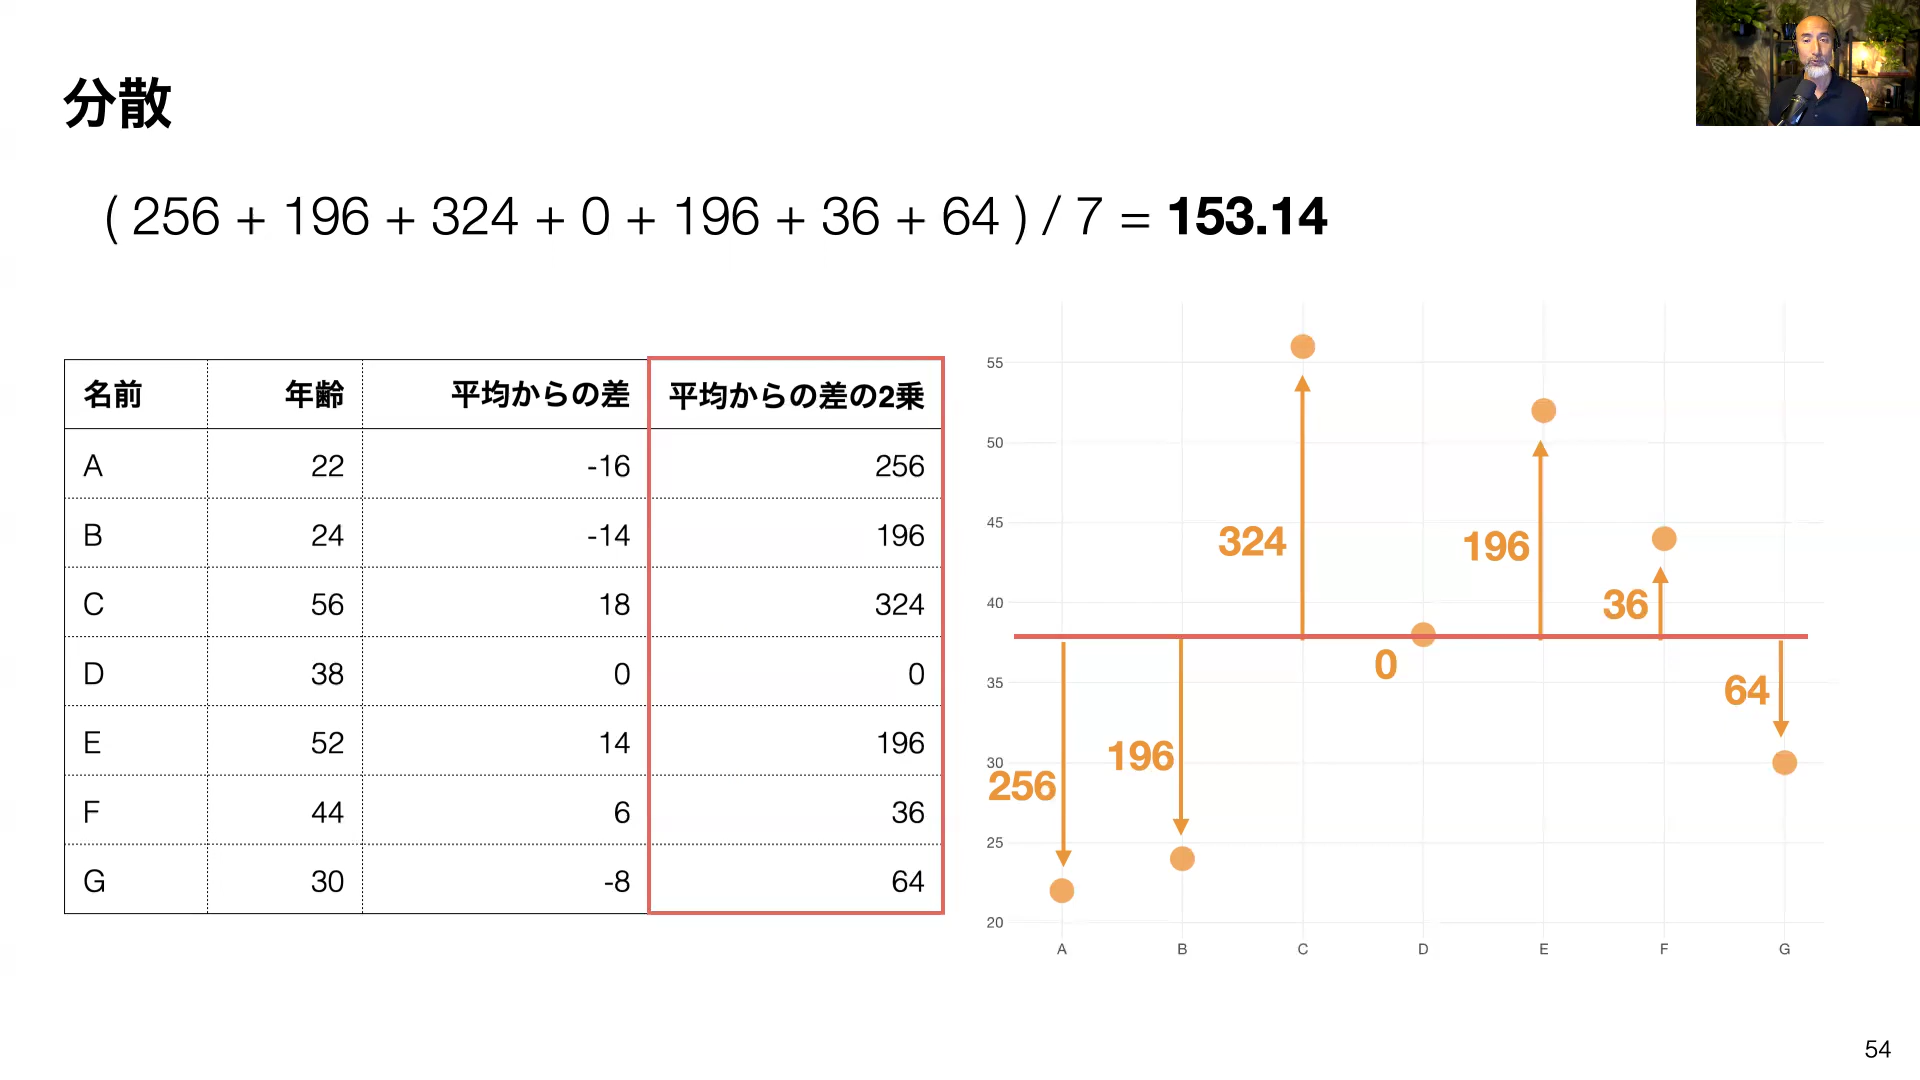 分散
( 256 + 196 + 324 + 0 + 196 + 36 + 64 ) / 7 = 153.14
名前 年齢 平均からの差 平均からの差の2乗
A 22 -16 256
B 24 -14 196
C 56 18 324
D 38 0 0
E 52 14 196
F 44 6 36
G 30 -8 64
55
50
45
40
35
30
25
20
324
196
36
0
64
196
256
A B C D E F G
54